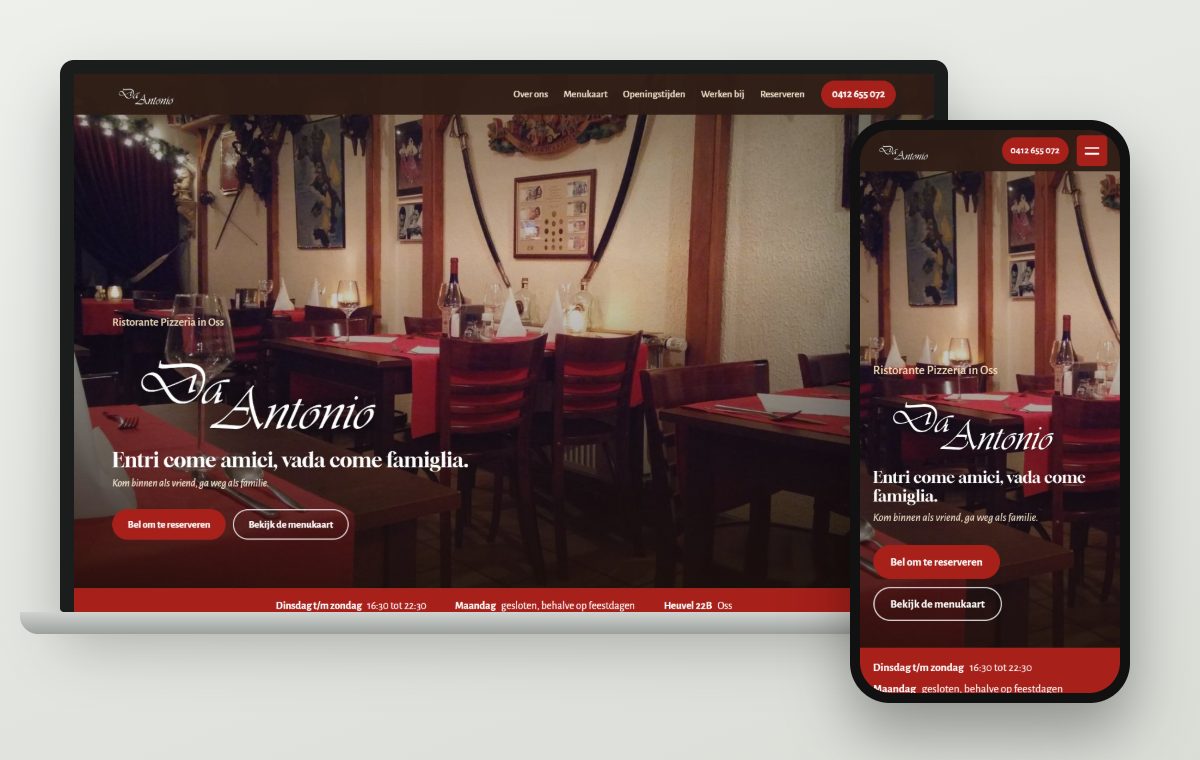 Da Antonio
Over ons Menukaart Openingstijden Werken bij Reserveren 0412 655 072
Ristorante Pizzeria in Oss
Da Antonio
Entri come amici, vada come famiglia.
Kom binnen als vriend, ga weg als familie.
Bel om te reserveren Bekijk de menukaart
Dinsdag t/m zondag 16:30 tot 22:30 Maandag gesloten, behalve op feestdagen Heuvel 22B Oss
Da Antonio 0412 655 072
Ristorante Pizzeria in Oss
Da Antonio
Entri come amici, vada come
famiglia.
Kom binnen als vriend, ga weg als familie.
Bel om te reserveren
Bekijk de menukaart
Dinsdag t/m zondag 16:30 tot 22:30
Maandag gesloten, behalve op feestdagen